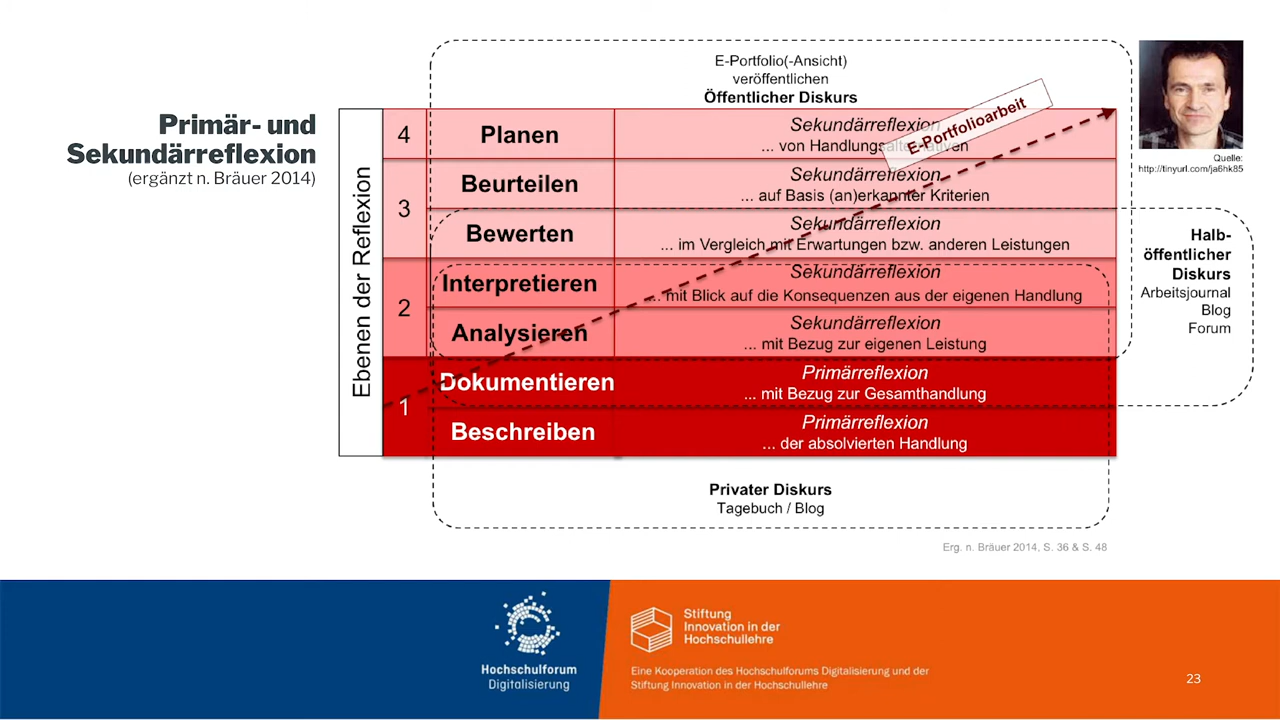 Primär- und
Sekundärreflexion
(ergänzt n. Bräuer 2014)
E-Portfolio(-Ansicht)
veröffentlichen
Öffentlicher Diskurs
Quelle:
http://tinyurl.com/ja6hk85
Ebenen der Reflexion
E-Portfolioarbeit
4
Planen
Sekundärreflexion
... von Handlungsalternativen
3
Beurteilen
Sekundärreflexion
... auf Basis (an)erkannter Kriterien
Bewerten
Sekundärreflexion
... im Vergleich mit Erwartungen bzw. anderen Leistungen
2
Interpretieren
Sekundärreflexion
... mit Blick auf die Konsequenzen aus der eigenen Handlung
Analysieren
Sekundärreflexion
... mit Bezug zur eigenen Leistung
1
Dokumentieren
Primärreflexion
... mit Bezug zur Gesamthandlung
Beschreiben
Primärreflexion
... der absolvierten Handlung
Halb-
öffentlicher
Diskurs
Arbeitsjournal
Blog
Forum
Privater Diskurs
Tagebuch / Blog
Erg. n. Bräuer 2014, S. 36 & S. 48
Hochschulforum
Digitalisierung
Stiftung
Innovation in der
Hochschullehre
Eine Kooperation des Hochschulforums Digitalisierung und der
Stiftung Innovation in der Hochschullehre
23